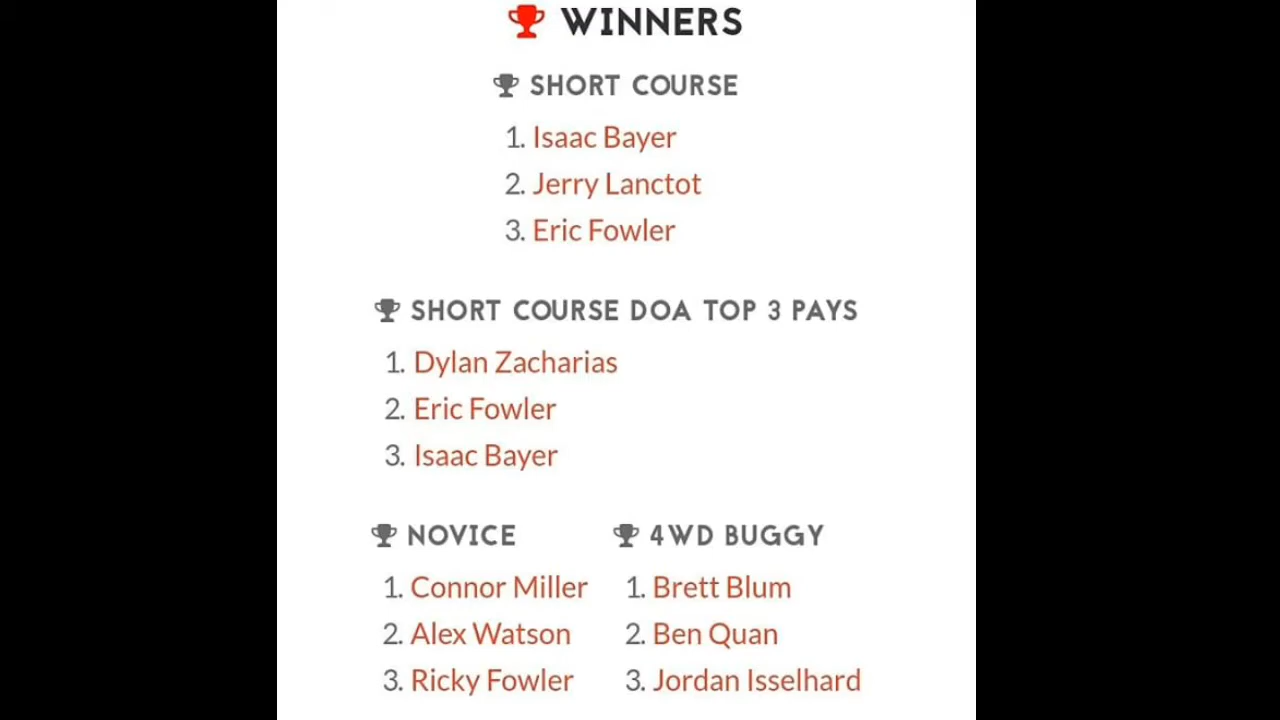 WINNERS
SHORT COURSE
1. Isaac Bayer
2. Jerry Lanctot
3. Eric Fowler
SHORT COURSE DOA TOP 3 PAYS
1. Dylan Zacharias
2. Eric Fowler
3. Isaac Bayer
NOVICE
1. Connor Miller
2. Alex Watson
3. Ricky Fowler
4WD BUGGY
1. Brett Blum
2. Ben Quan
3. Jordan Isselhard